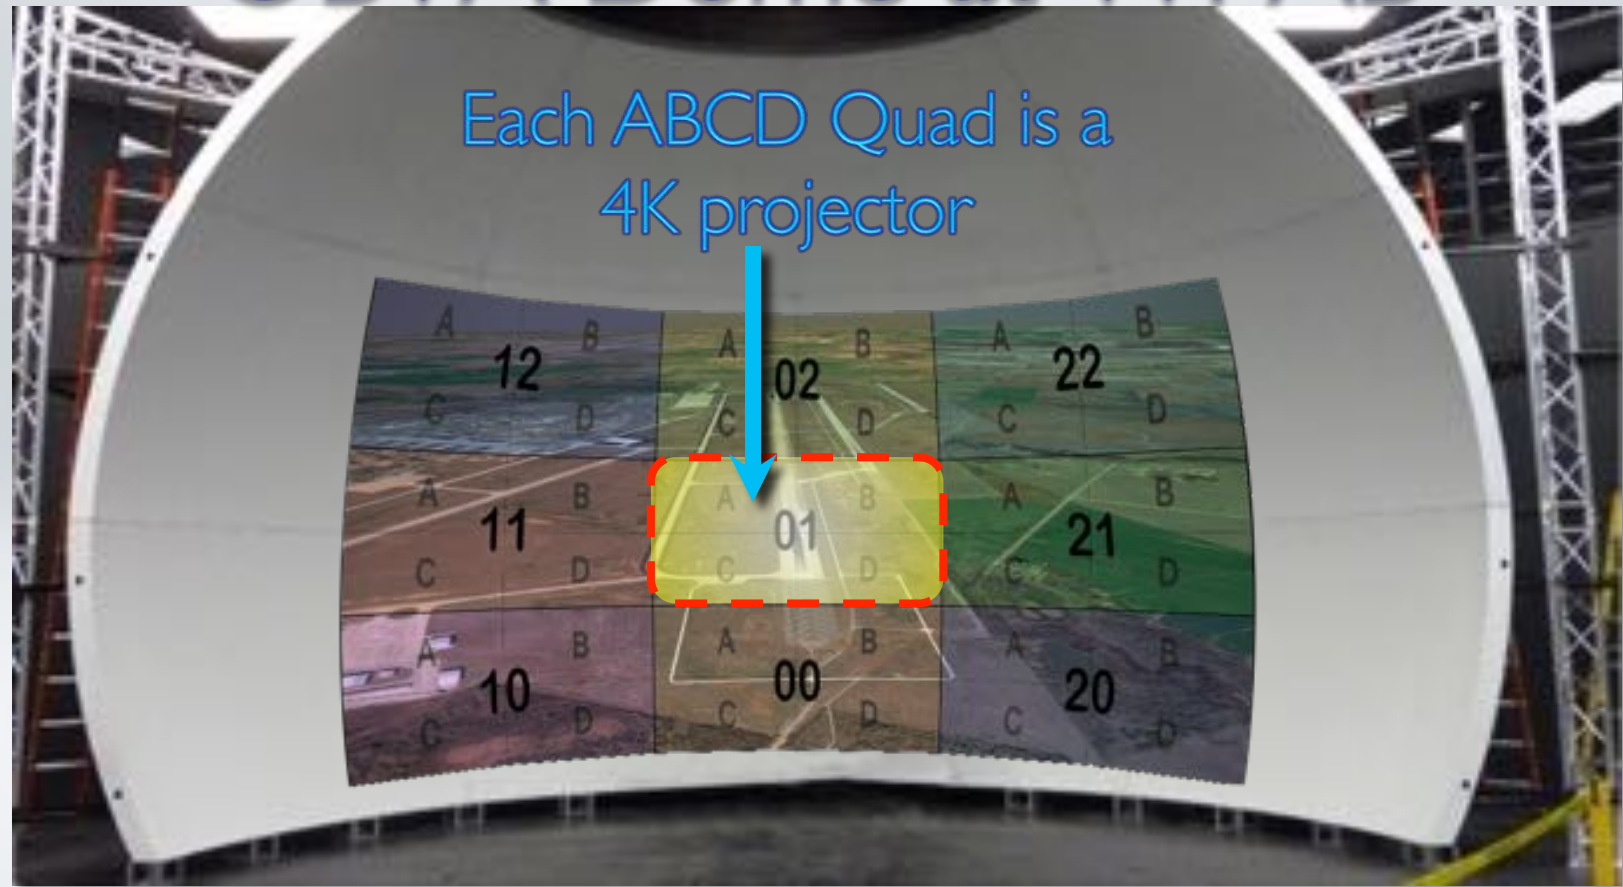 Each ABCD Quad is a
4K projector
A B A B A B
12 02 22
C D C D C D
A B A B A B
11 01 21
C D C D C D
A B A B A B
10 00 20
C D C D C D